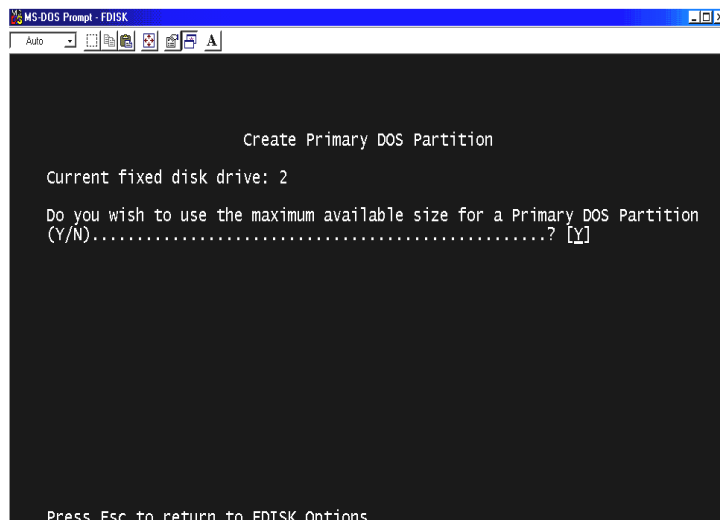 MS-DOS Prompt - FDISK
Auto
A
Create Primary DOS Partition
Current fixed disk drive: 2
Do you wish to use the maximum available size for a Primary DOS Partition
(Y/N)...................................................? [Y]
Press Esc to return to FDISK Options